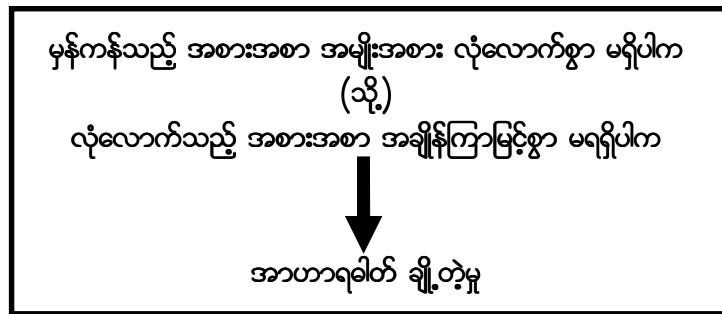 မှန်ကန်သည့် အစားအစာ အမျိုးအစား လုံလောက်စွာ မရှိပါက
(သို့)
လုံလောက်သည့် အစားအစာ အချိန်ကြာမြင့်စွာ မရရှိပါက
အာဟာရဓါတ် ချို့တဲ့မှု